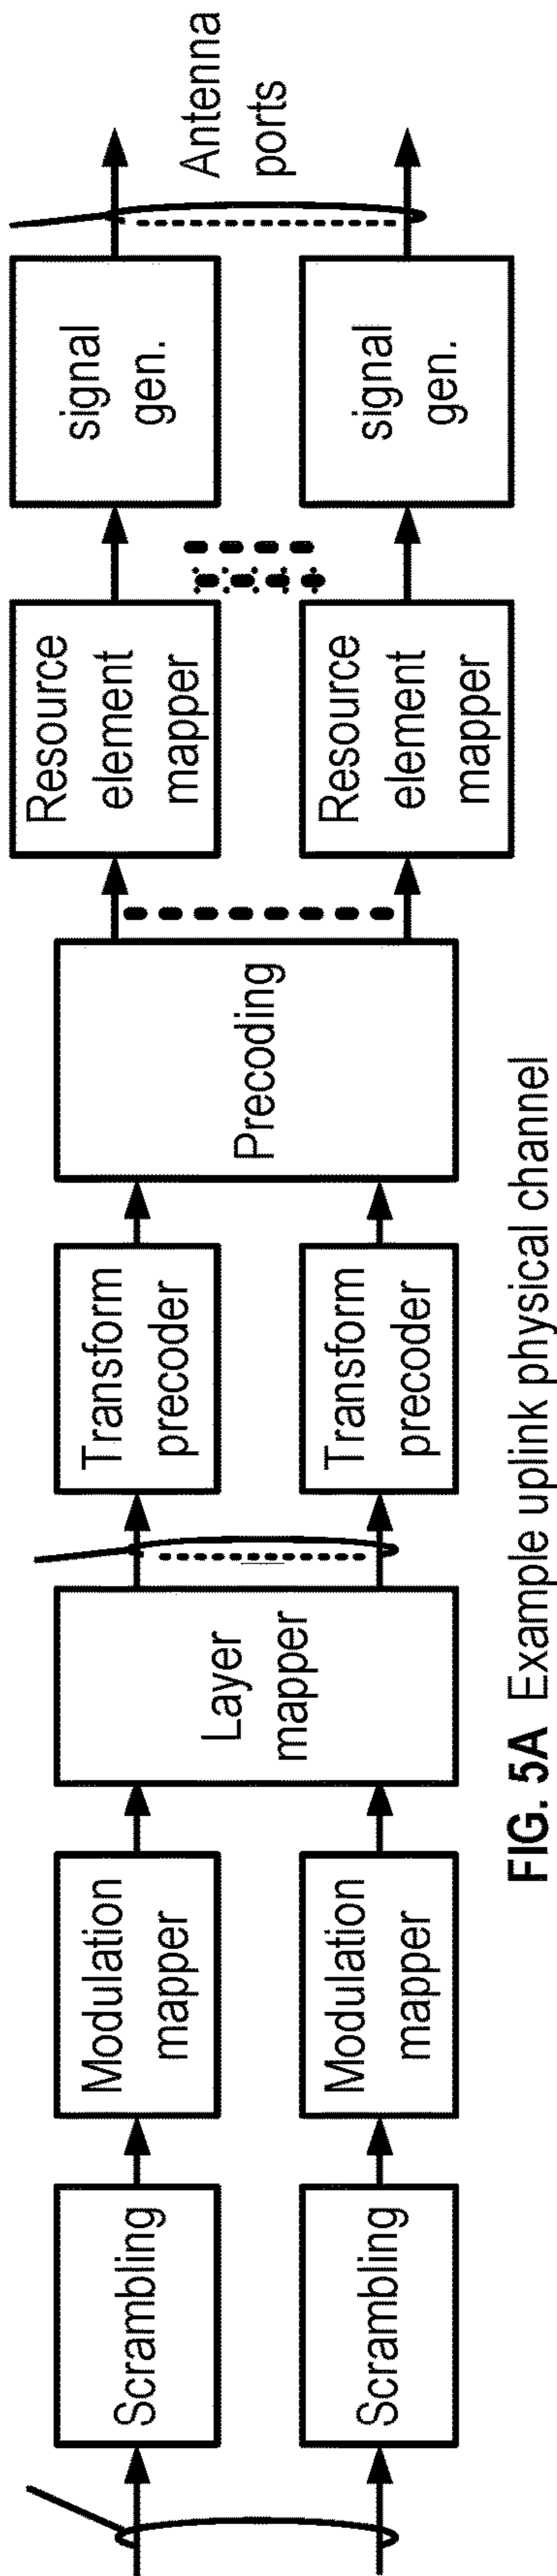 Scrambling
Scrambling
Modulation
mapper
Modulation
mapper
Layer
mapper
Transform
precoder
Transform
precoder
Precoding
Resource
element
mapper
Resource
element
mapper
signal
gen.
signal
gen.
Antenna
ports
FIG. 5A Example uplink physical channel